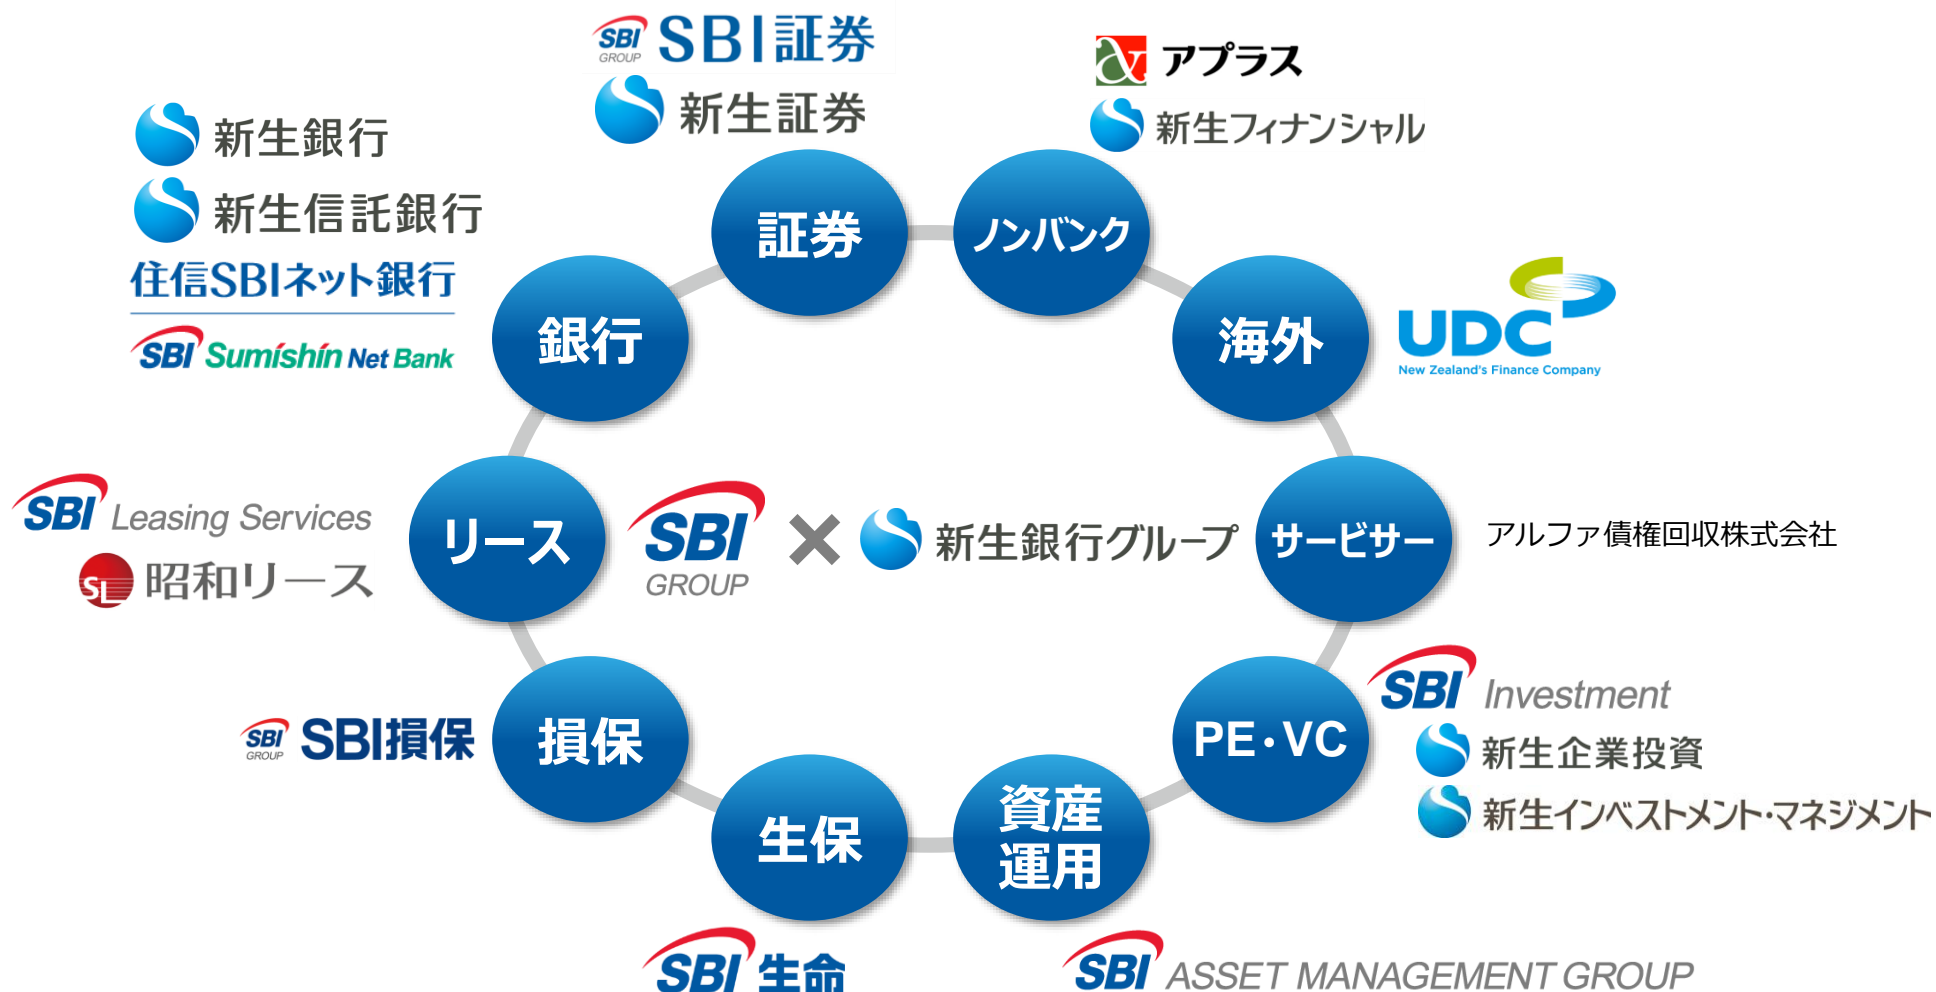 SBI GROUP SBI証券
新生証券
アプラス
新生フィナンシャル
新生銀行
新生信託銀行
住信SBIネット銀行
SBI Sumishin Net Bank
証券
ノンバンク
銀行
海外
UDC
New Zealand's Finance Company
SBI Leasing Services
SL 昭和リース
リース
SBI GROUP × 新生銀行グループ
サービサー
アルファ債権回収株式会社
SBI GROUP SBI損保
損保
PE・VC
SBI Investment
新生企業投資
新生インベストメント・マネジメント
生保
資産
運用
SBI 生命
SBI ASSET MANAGEMENT GROUP